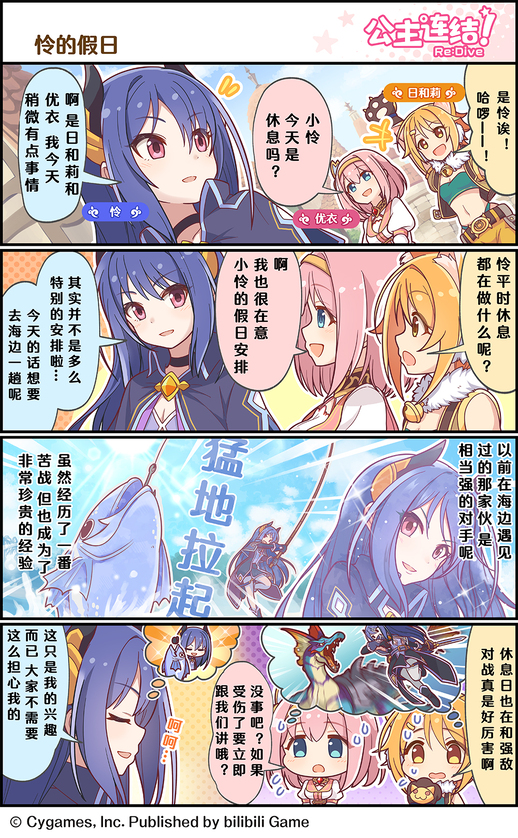 怜的假日
公主连结!
Re:Dive
是怜诶！
哈啰——！
日和莉
小怜
今天是
休息吗？
优衣
啊 是日和莉和
优衣 我今天
稍微有点事情
怜
怜平时休息
都在做什么呢？
啊
我也很在意
小怜的假日安排
其实并不是多么
特别的安排啦…
今天的话想要
去海边一趟呢
以前在海边遇见
过的那家伙是
相当强的对手呢
猛地拉起
虽然经历了一番
苦战 但也成为了
非常珍贵的经验
休息日也在和强敌
对战真是好厉害啊
没事吧？如果
受伤了要立即
跟我们讲哦？
呵呵…
这只是我的兴趣
而已 大家不需要
这么担心我的
© Cygames, Inc. Published by bilibili Game